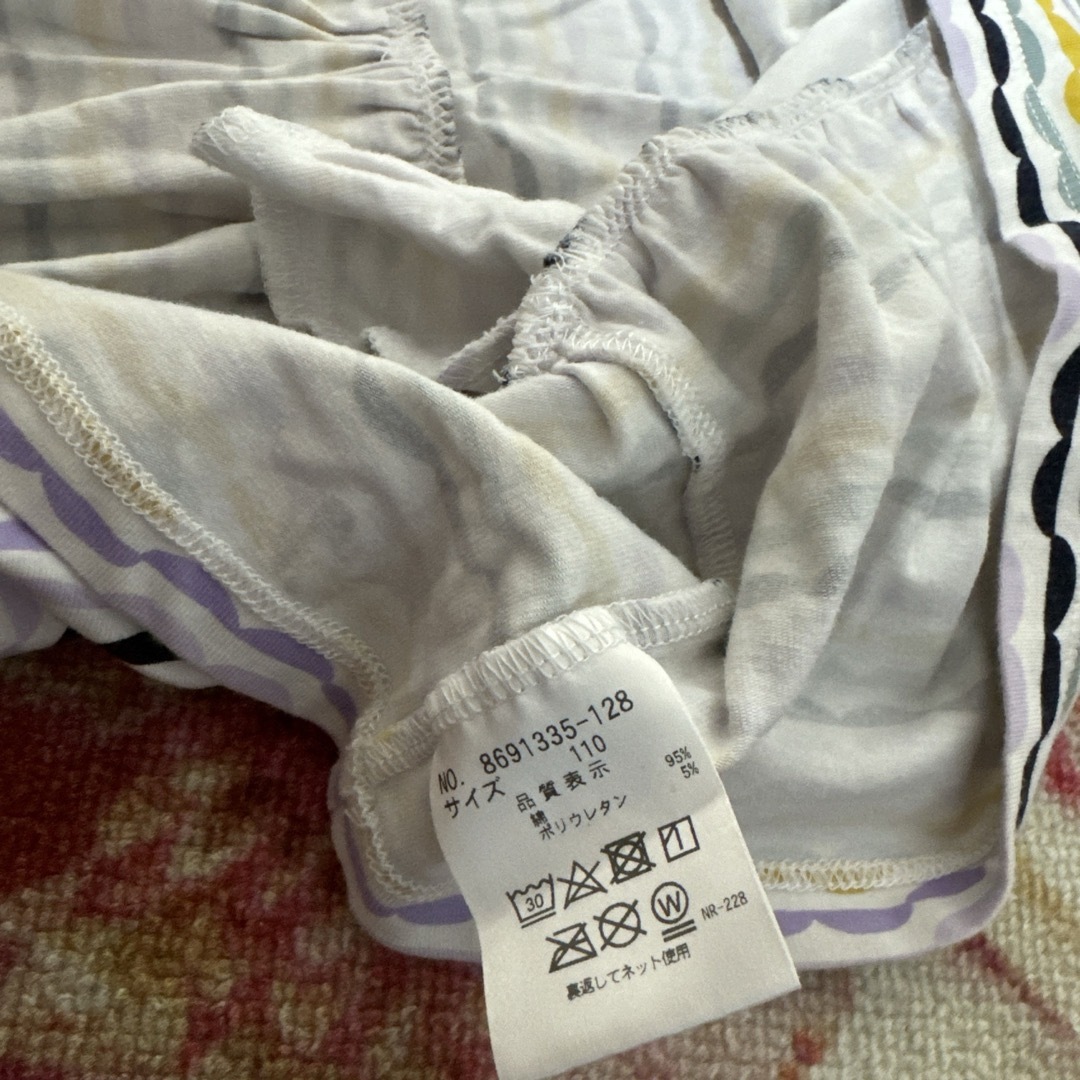 NO. 8691335-128
サイズ 110
品質表示
綿 95%
ポリウレタン 5%
30
W NR-228
裏返してネット使用